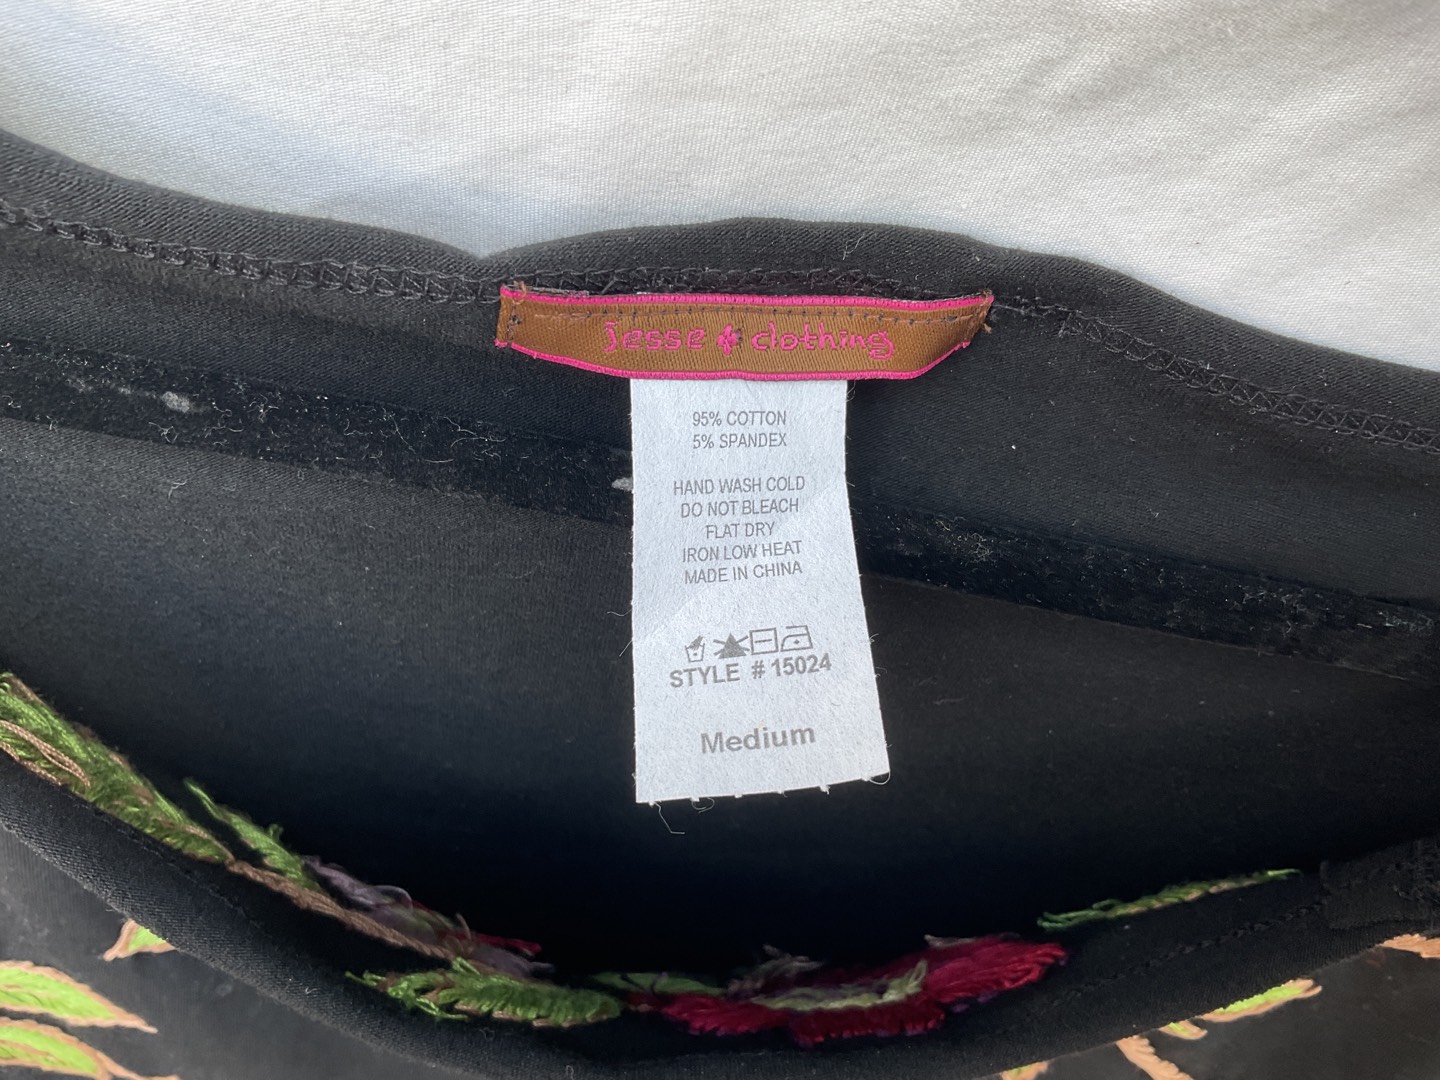 jesse clothing
95% COTTON
5% SPANDEX
HAND WASH COLD
DO NOT BLEACH
FLAT DRY
IRON LOW HEAT
MADE IN CHINA
STYLE # 15024
Medium